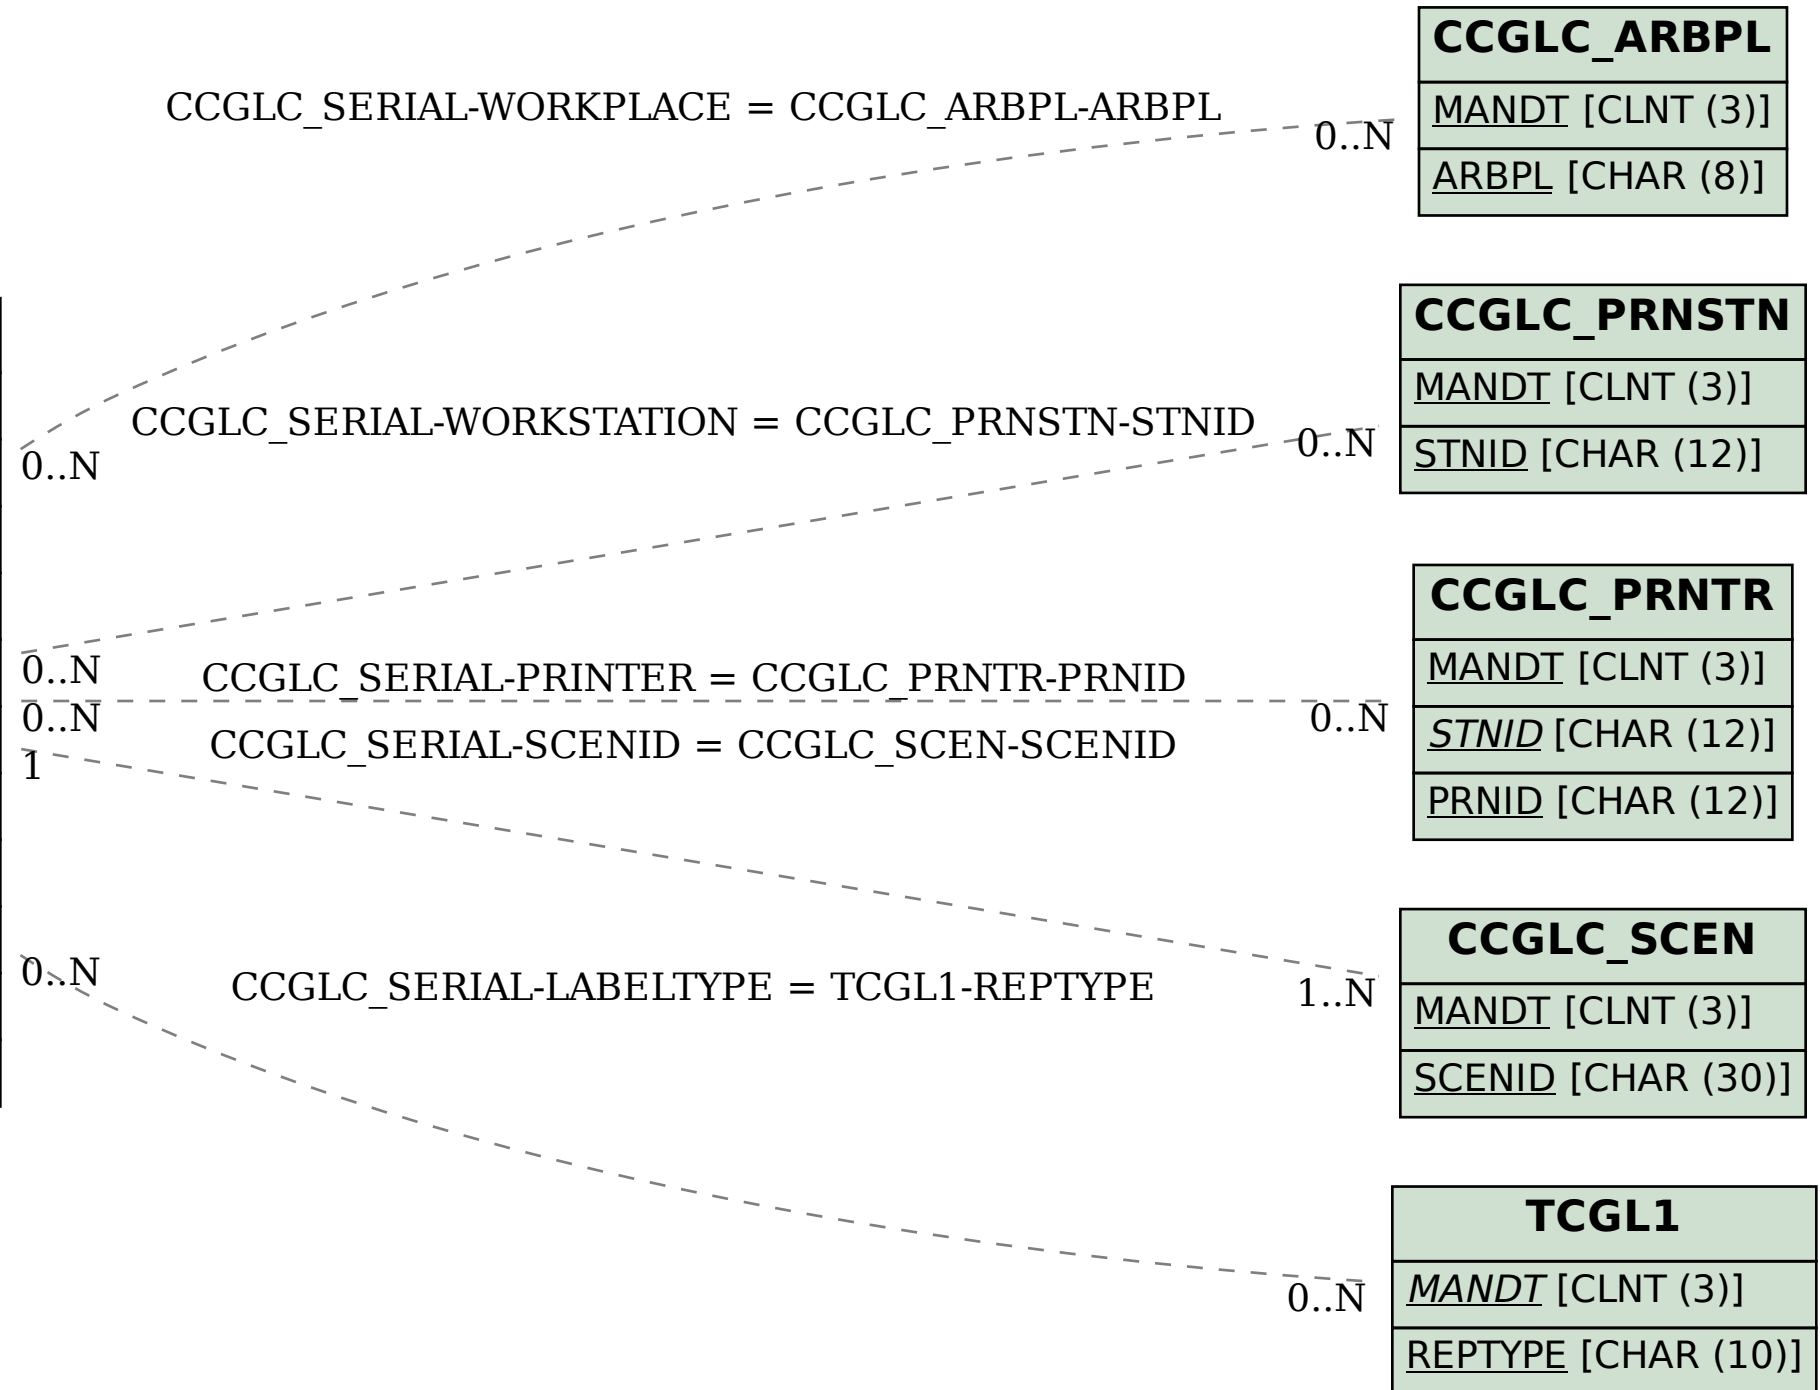 CCGLC_ARBPL
MANDT [CLNT (3)]
ARBPL [CHAR (8)]
CCGLC_SERIAL-WORKPLACE = CCGLC_ARBPL-ARBPL
0..N
0..N
CCGLC_PRNSTN
MANDT [CLNT (3)]
STNID [CHAR (12)]
CCGLC_SERIAL-WORKSTATION = CCGLC_PRNSTN-STNID
0..N
0..N
CCGLC_PRNTR
MANDT [CLNT (3)]
STNID [CHAR (12)]
PRNID [CHAR (12)]
CCGLC_SERIAL-PRINTER = CCGLC_PRNTR-PRNID
0..N
0..N
CCGLC_SERIAL-SCENID = CCGLC_SCEN-SCENID
1
1..N
CCGLC_SCEN
MANDT [CLNT (3)]
SCENID [CHAR (30)]
0..N
CCGLC_SERIAL-LABELTYPE = TCGL1-REPTYPE
0..N
TCGL1
MANDT [CLNT (3)]
REPTYPE [CHAR (10)]